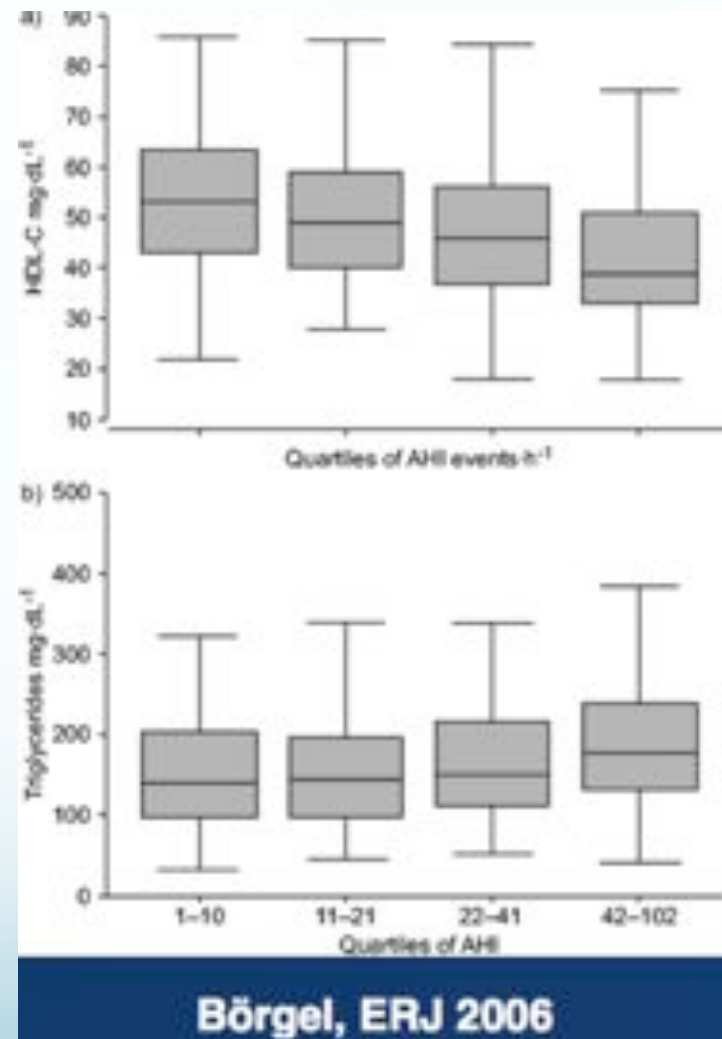 a)
HDL-C mg·dL⁻¹
90
80
70
60
50
40
30
20
10
Quartiles of AHI events·h⁻¹
b)
Triglycerides mg·dL⁻¹
500
400
300
200
100
0
1–10 11–21 22–41 42–102
Quartiles of AHI
Börgel, ERJ 2006